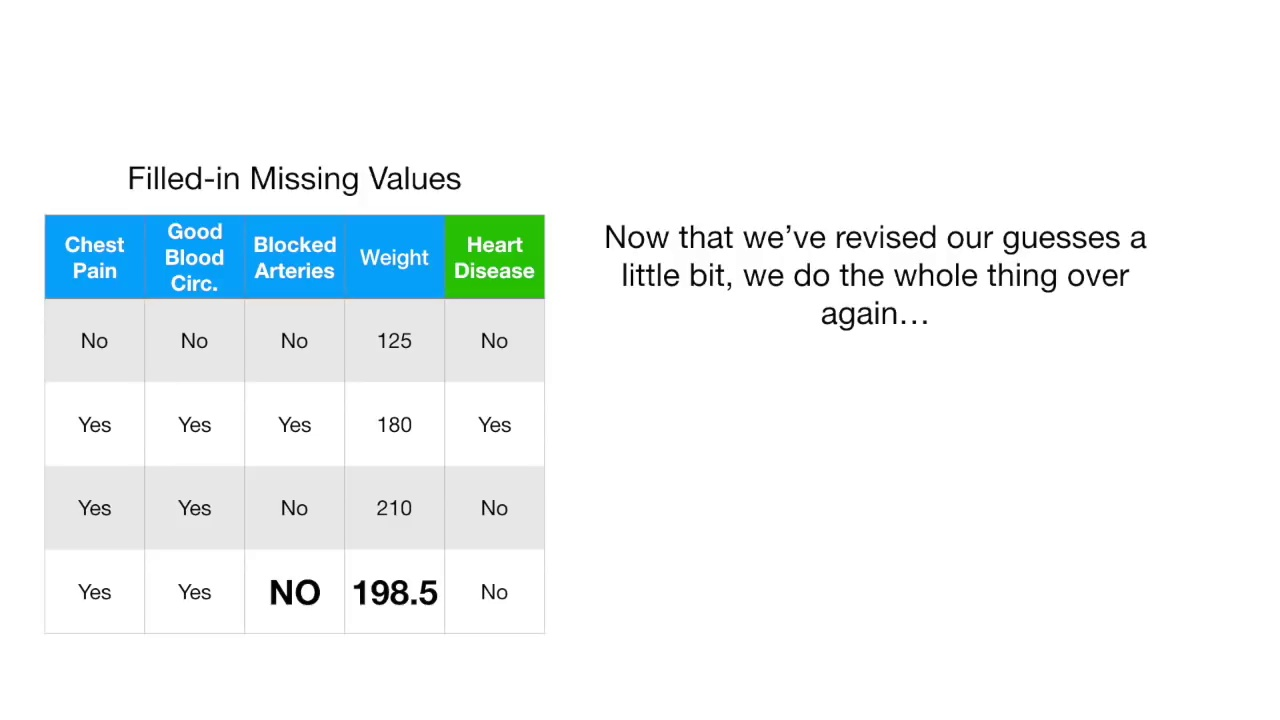 Filled-in Missing Values
Chest Pain	Good Blood Circ.	Blocked Arteries	Weight	Heart Disease
No	No	No	125	No
Yes	Yes	Yes	180	Yes
Yes	Yes	No	210	No
Yes	Yes	NO	198.5	No
Now that we’ve revised our guesses a
little bit, we do the whole thing over
again…